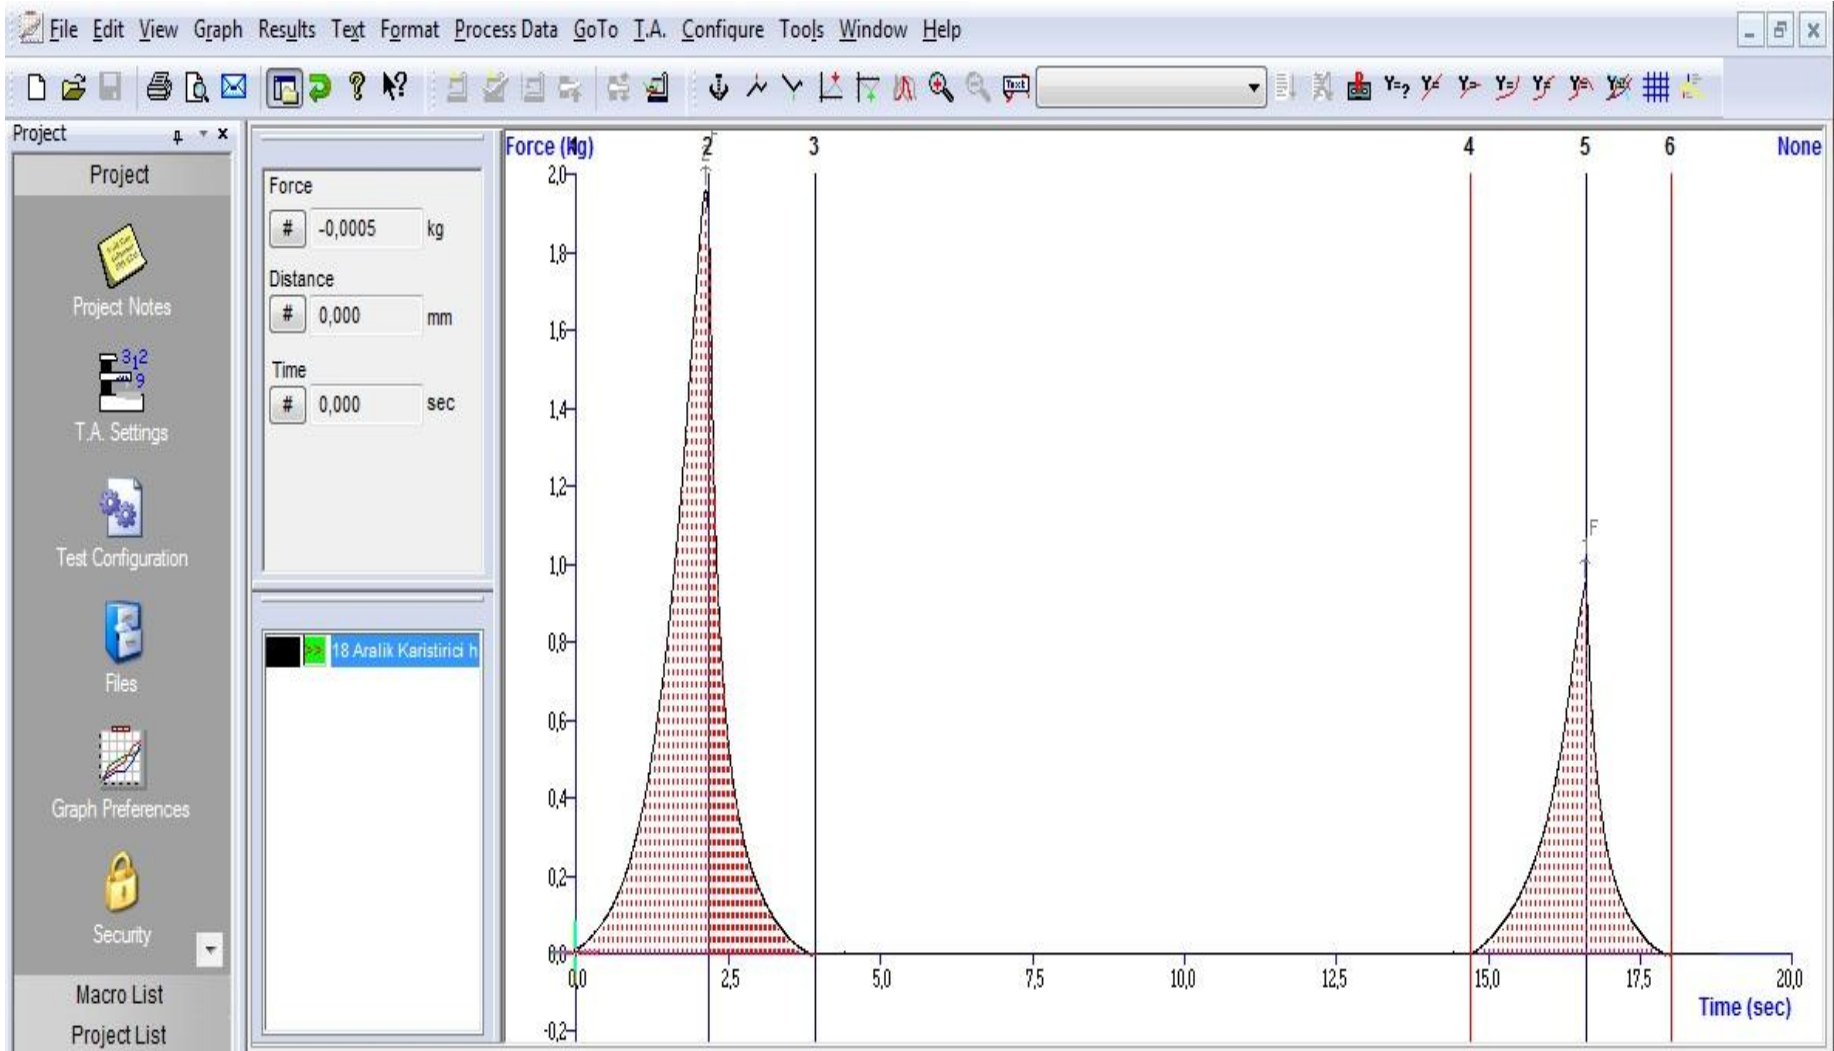 File Edit View Graph Results Text Format Process Data GoTo T.A. Configure Tools Window Help
Text Y=?
Project
Project
Project Notes
T.A. Settings
Test Configuration
Files
Graph Preferences
Security
Macro List
Project List
Force
# -0,0005 kg
Distance
# 0,000 mm
Time
# 0,000 sec
>> 18 Aralik Karistirici h
Force (kg) 2 3 4 5 6 None
2,0
1,8
1,6
1,4
1,2
1,0
0,8
0,6
0,4
0,2
0,0
-0,2
F
0,0 2,5 5,0 7,5 10,0 12,5 15,0 17,5 20,0
Time (sec)